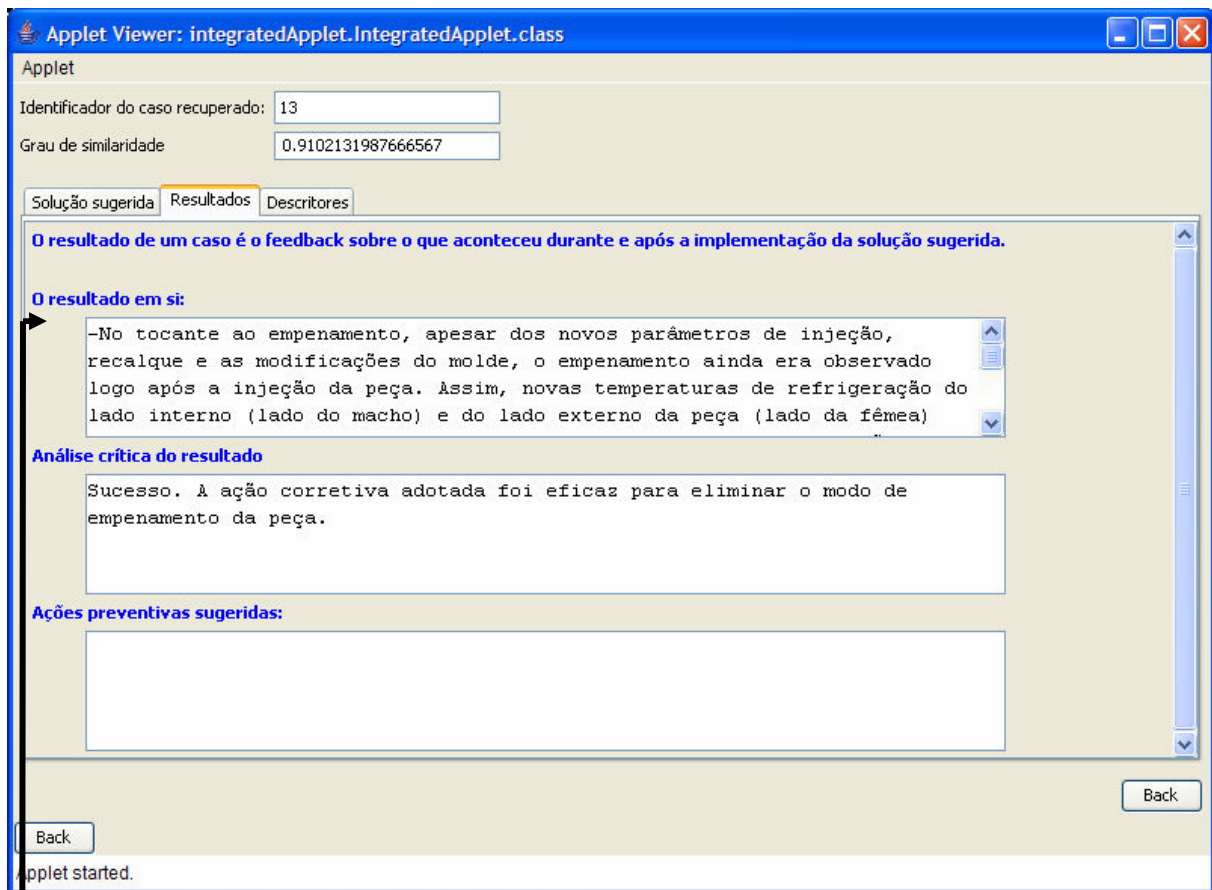 Applet Viewer: integratedApplet.IntegratedApplet.class
Applet
Identificador do caso recuperado: 13
Grau de similaridade 0.9102131987666567
Solução sugerida Resultados Descritores
O resultado de um caso é o feedback sobre o que aconteceu durante e após a implementação da solução sugerida.
O resultado em si:
-No tocante ao empenamento, apesar dos novos parâmetros de injeção,
recalque e as modificações do molde, o empenamento ainda era observado
logo após a injeção da peça. Assim, novas temperaturas de refrigeração do
lado interno (lado do macho) e do lado externo da peça (lado da fêmea)
Análise crítica do resultado
Sucesso. A ação corretiva adotada foi eficaz para eliminar o modo de
empenamento da peça.
Ações preventivas sugeridas:
Back
Back
Applet started.